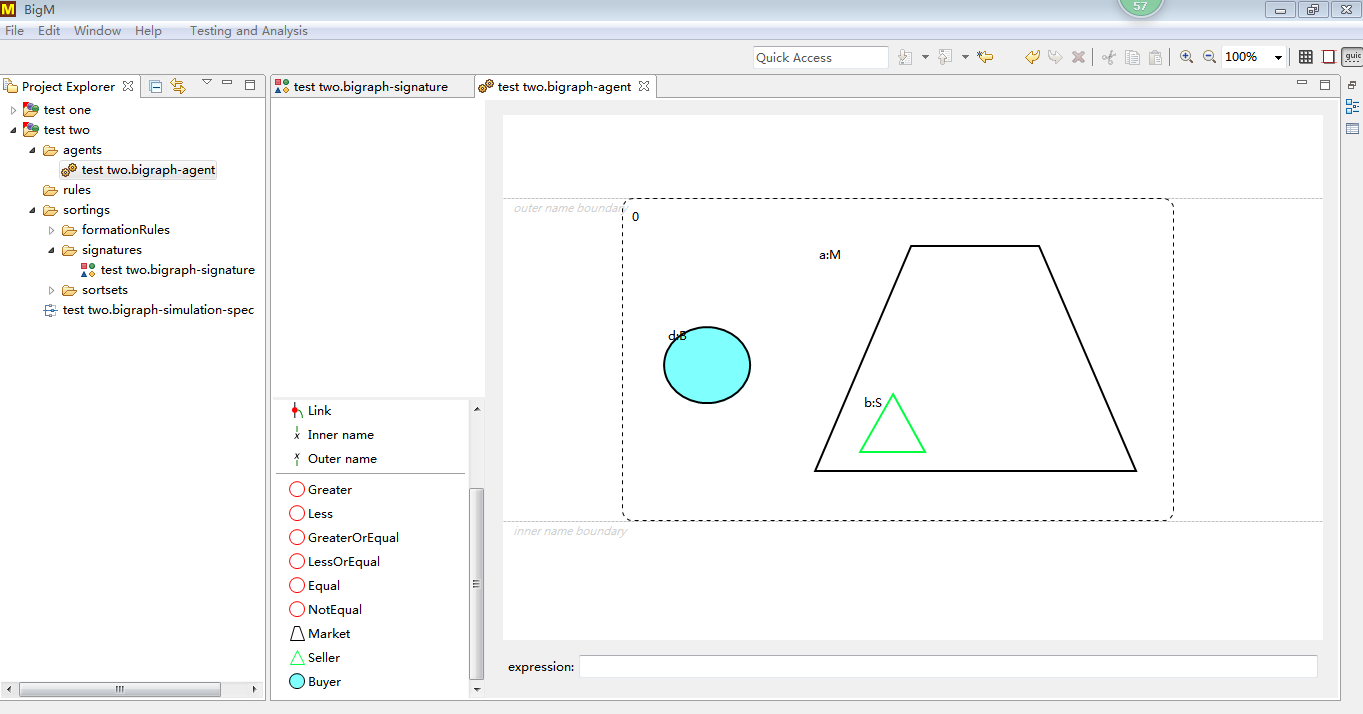 BigM
57
File Edit Window Help Testing and Analysis
Quick Access
100%
Project Explorer
test two.bigraph-signature
test two.bigraph-agent
test one
test two
agents
test two.bigraph-agent
rules
sortings
formationRules
signatures
test two.bigraph-signature
sortsets
test two.bigraph-simulation-spec
Link
Inner name
Outer name
Greater
Less
GreaterOrEqual
LessOrEqual
Equal
NotEqual
Market
Seller
Buyer
outer name boundary
0
a:M
d:B
b:S
inner name boundary
expression: